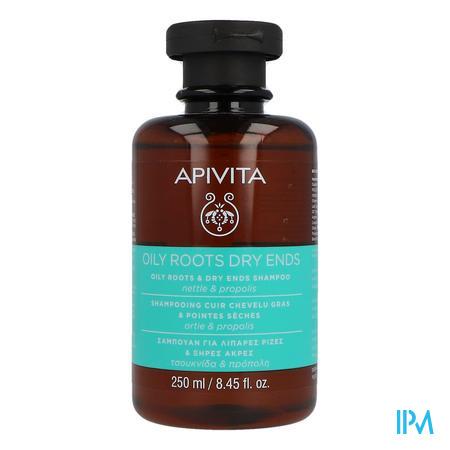 APIVITA
OILY ROOTS DRY ENDS
OILY ROOTS & DRY ENDS SHAMPOO
nettle & propolis
SHAMPOOING CUIR CHEVELU GRAS
& POINTES SÈCHES
ortie & propolis
ΣΑΜΠΟΥΑΝ ΓΙΑ ΛΙΠΑΡΕΣ ΡΙΖΕΣ
& ΞΗΡΕΣ ΑΚΡΕΣ
τσουκνίδα & πρόπολη
250 ml / 8.45 fl. oz.
IPM